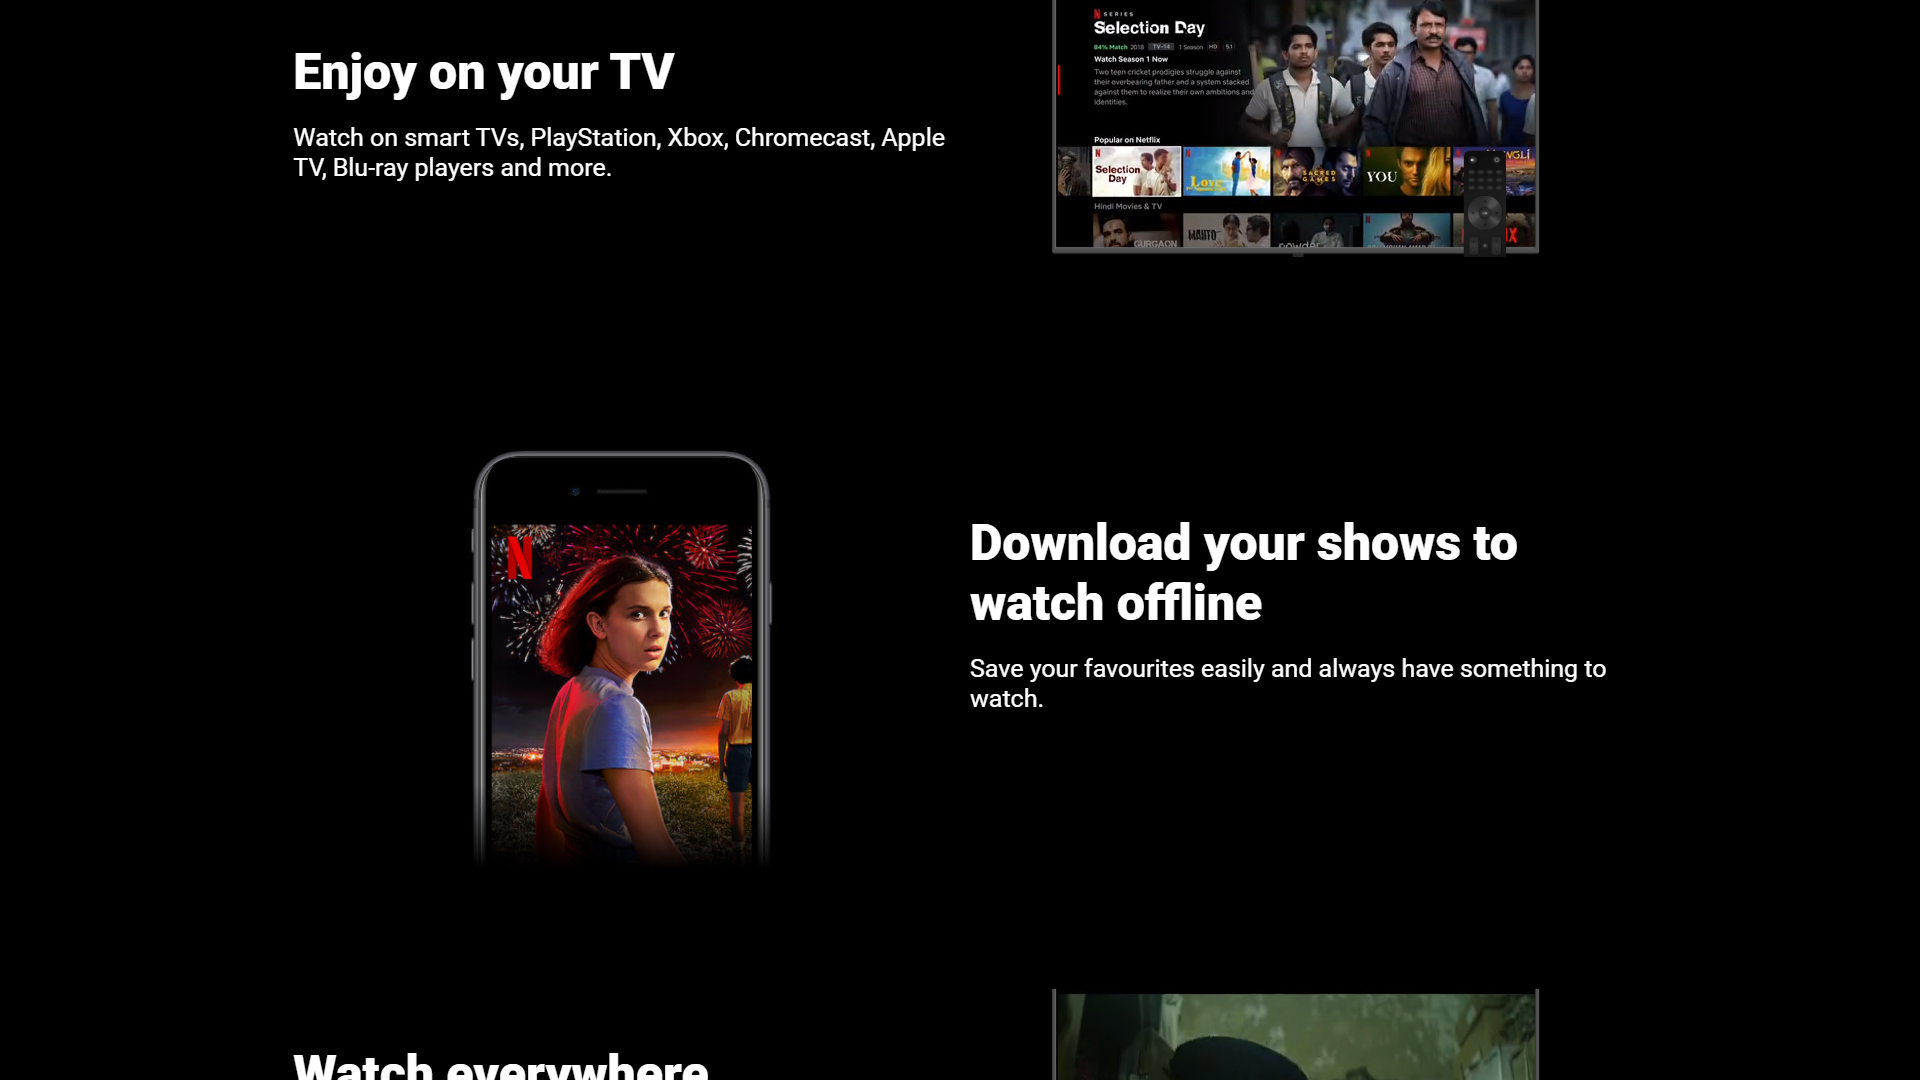 Enjoy on your TV
Watch on smart TVs, PlayStation, Xbox, Chromecast, Apple
TV, Blu-ray players and more.
N SERIES
Selection Day
84% Match 2018 TV-14 1 Season HD 5.1
Watch Season 1 Now
Two teen cricket prodigies struggle against
their overbearing father and a system stacked
against them to realize their own ambitions and
identities.
Popular on Netflix
Selection
Day
Love
SACRED
GAMES
YOU
Hindi Movies & TV
GURGAON
MANTO
powder
N
Download your shows to
watch offline
Save your favourites easily and always have something to
watch.
Watch everywhere